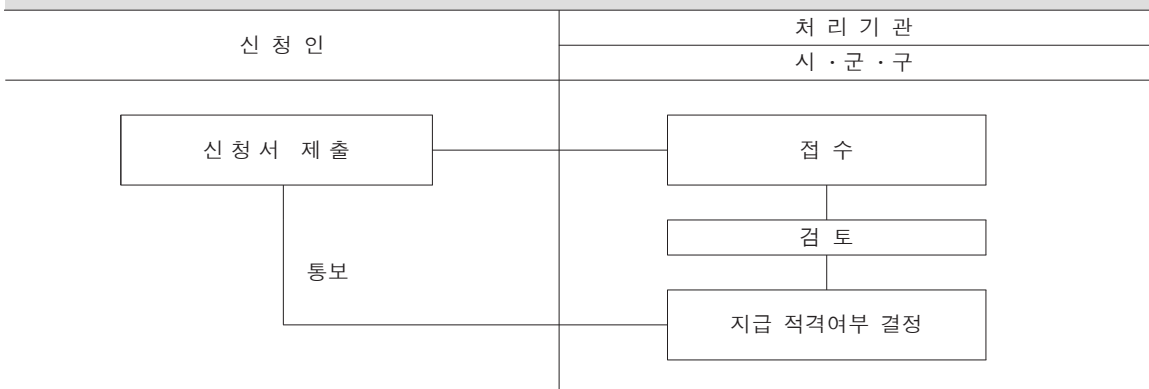 신 청 인
처 리 기 관
시 · 군 · 구
신 청 서 제 출
접 수
검 토
통보
지급 적격여부 결정